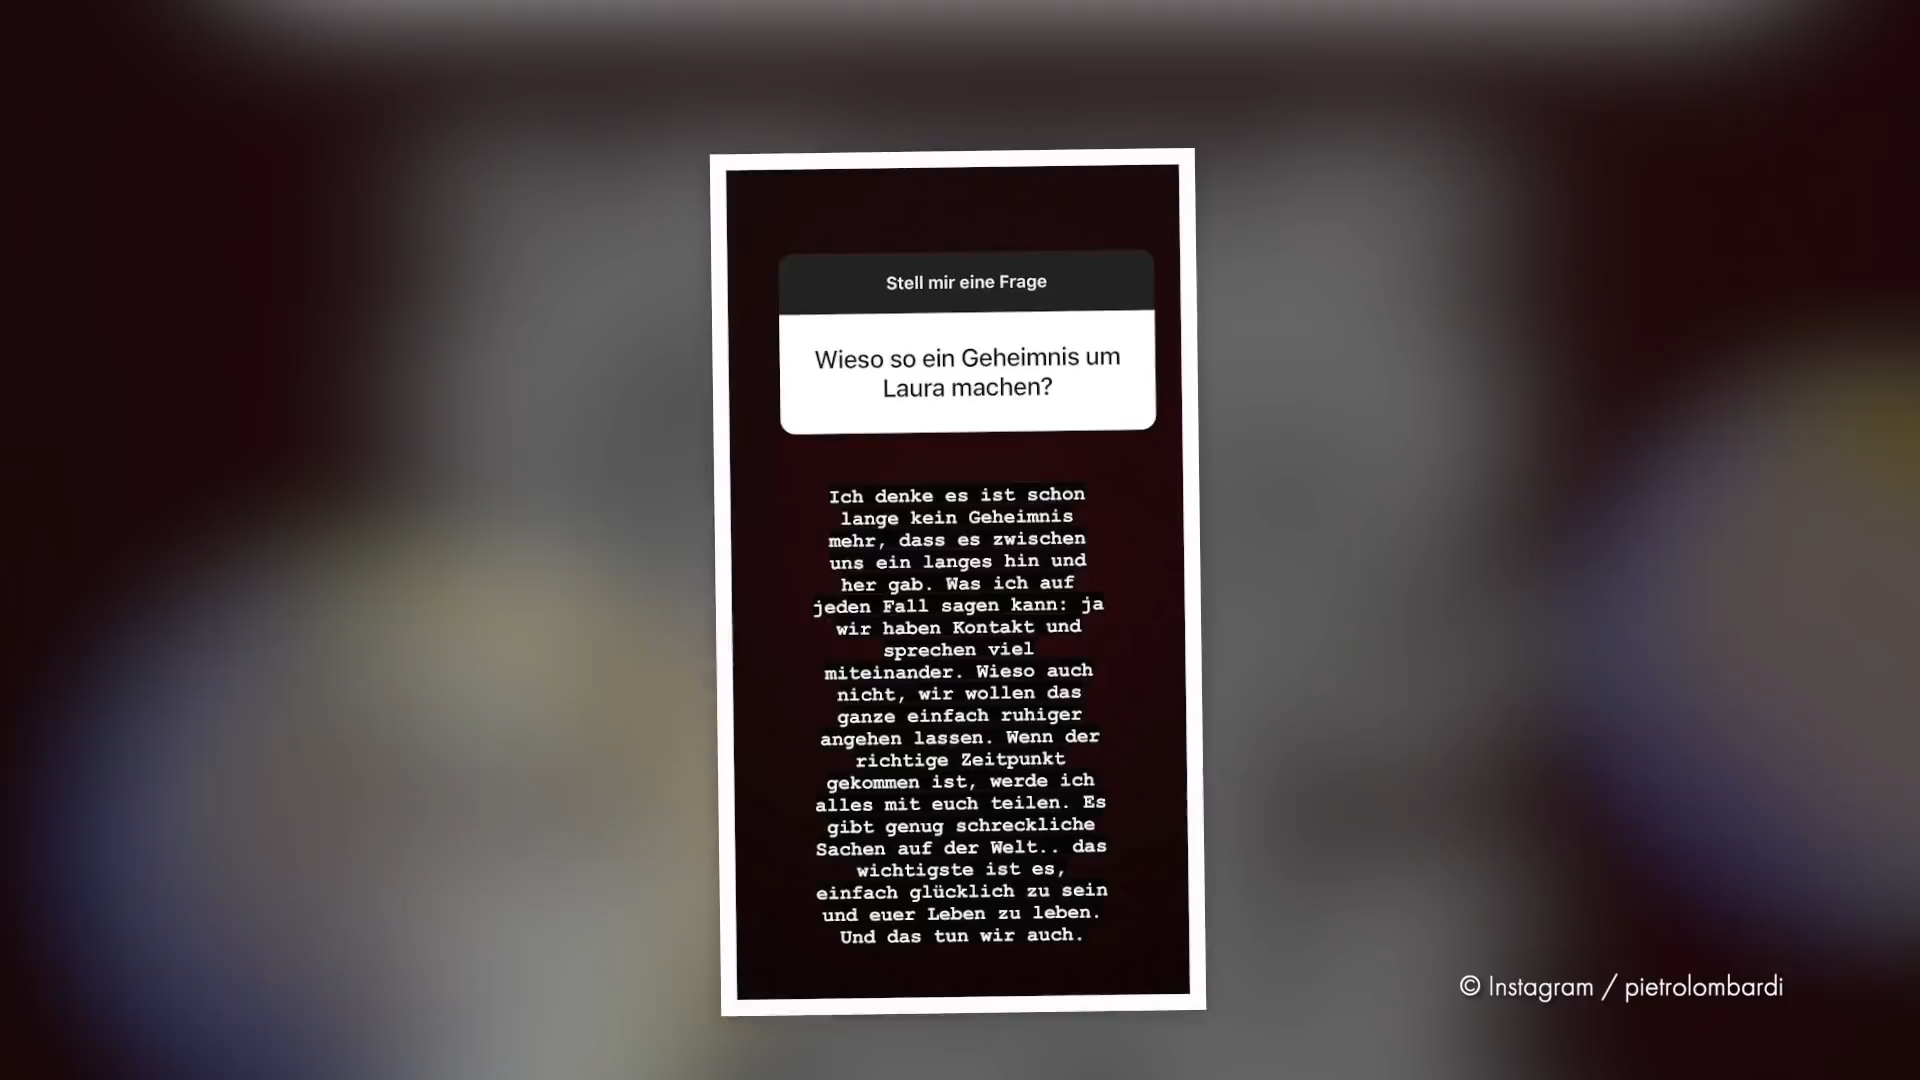 Stell mir eine Frage
Wieso so ein Geheimnis um
Laura machen?
Ich denke es ist schon
lange kein Geheimnis
mehr, dass es zwischen
uns ein langes hin und
her gab. Was ich auf
jeden Fall sagen kann: ja
wir haben Kontakt und
sprechen viel
miteinander. Wieso auch
nicht, wir wollen das
ganze einfach ruhiger
angehen lassen. Wenn der
richtige Zeitpunkt
gekommen ist, werde ich
alles mit euch teilen. Es
gibt genug schreckliche
Sachen auf der Welt.. das
wichtigste ist es,
einfach glücklich zu sein
und euer Leben zu leben.
Und das tun wir auch.
© Instagram / pietrolombardi